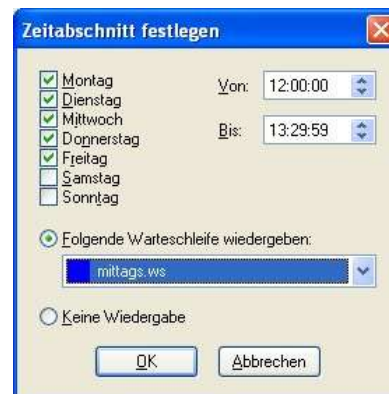 Zeitabschnitt festlegen
Montag
Dienstag
Mittwoch
Donnerstag
Freitag
Samstag
Sonntag
Von: 12:00:00
Bis: 13:29:59
Folgende Warteschleife wiedergeben:
mittags.ws
Keine Wiedergabe
OK Abbrechen